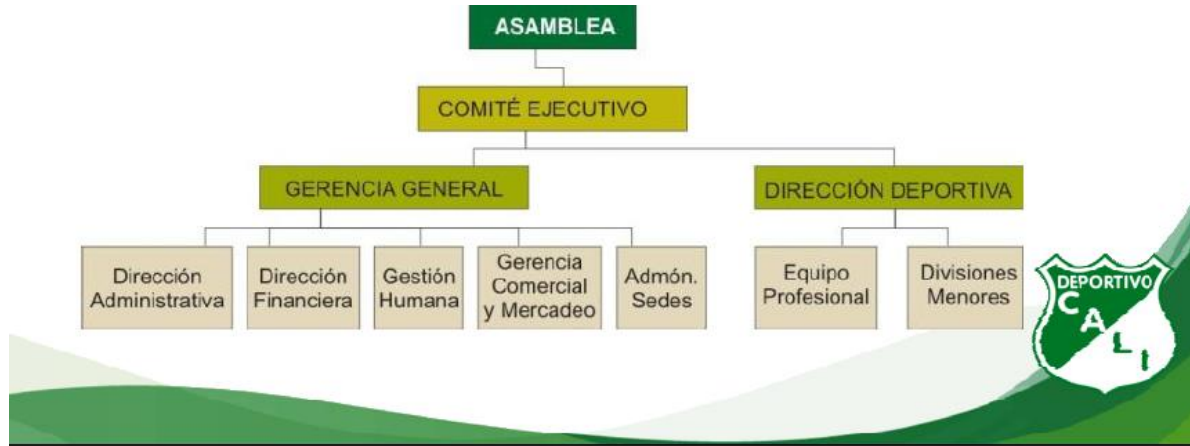 ASAMBLEA
COMITÉ EJECUTIVO
GERENCIA GENERAL
DIRECCIÓN DEPORTIVA
Dirección
Administrativa
Dirección
Financiera
Gestión
Humana
Gerencia
Comercial
y Mercadeo
Admón.
Sedes
Equipo
Profesional
Divisiones
Menores
DEPORTIVO
CALI